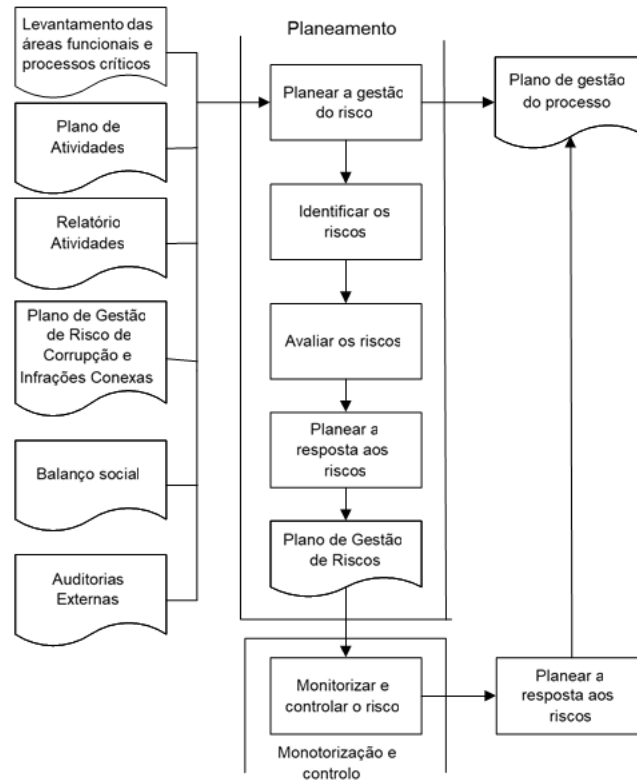 Levantamento das
áreas funcionais e
processos críticos
Plano de
Atividades
Relatório
Atividades
Plano de Gestão
de Risco de
Corrupção e
Infrações Conexas
Balanço social
Auditorias
Externas
Planeamento
Planear a gestão
do risco
Identificar os
riscos
Avaliar os riscos
Planear a
resposta aos
riscos
Plano de Gestão
de Riscos
Monitorizar e
controlar o risco
Monotorização e
controlo
Plano de gestão
do processo
Planear a
resposta aos
riscos